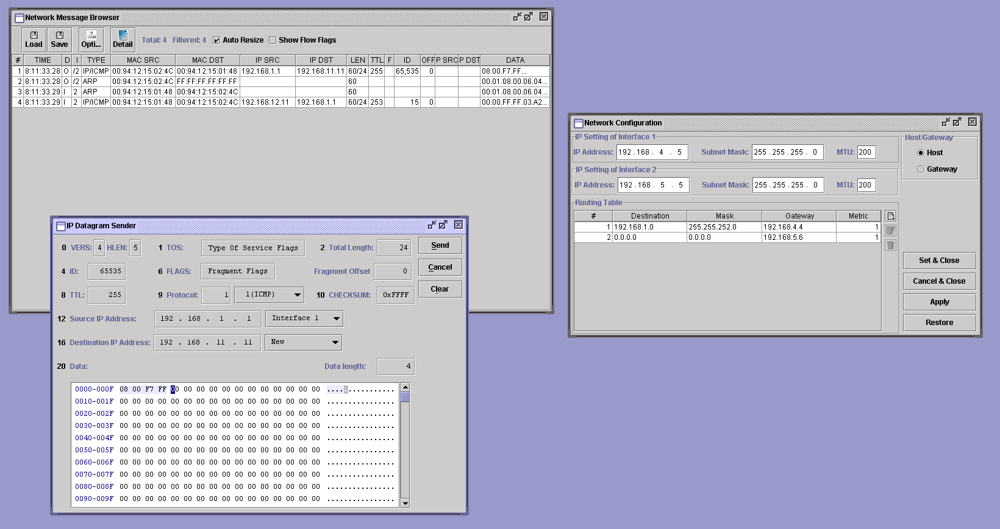 Network Message Browser
Load Save Opti... Detail Total: 4 Filtered: 4 Auto Resize Show Flow Flags
# TIME D I TYPE MAC SRC MAC DST IP SRC IP DST LEN TTL F ID OFF P SRC P DST DATA
1 8:11:33.28 O /2 IP/ICMP 00:94:12:15:02:4C 00:94:12:15:01:48 192.168.1.1 192.168.11.11 60/24 255 65,535 0 08.00.F7.FF...
2 8:11:33.28 O /2 ARP 00:94:12:15:02:4C FF:FF:FF:FF:FF:FF 60 00.01.08.00.06.04...
3 8:11:33.29 I 2 ARP 00:94:12:15:01:48 00:94:12:15:02:4C 60 00.01.08.00.06.04...
4 8:11:33.29 I 2 IP/ICMP 00:94:12:15:01:48 00:94:12:15:02:4C 192.168.12.11 192.168.1.1 60/24 253 15 0 00.00.FF.FF.03.A2...
Network Configuration
IP Setting of Interface 1
IP Address: 192 . 168 . 4 . 5 Subnet Mask: 255 . 255 . 255 . 0 MTU: 200
IP Setting of Interface 2
IP Address: 192 . 168 . 5 . 5 Subnet Mask: 255 . 255 . 255 . 0 MTU: 200
Host/Gateway
Host
Gateway
Routing Table
# Destination Mask Gateway Metric
1 192.168.1.0 255.255.252.0 192.168.4.4 1
2 0.0.0.0 0.0.0.0 192.168.5.6 1
Set & Close
Cancel & Close
Apply
Restore
IP Datagram Sender
0 VERS: 4 HLEN: 5 1 TOS: Type Of Service Flags 2 Total Length: 24 Send
4 ID: 65535 6 FLAGS: Fragment Flags Fragment Offset 0 Cancel
8 TTL: 255 9 Protocol: 1 1(ICMP) 10 CHECKSUM: 0xFFFF Clear
12 Source IP Address: 192 . 168 . 1 . 1 Interface 1
16 Destination IP Address: 192 . 168 . 11 . 11 New
20 Data: Data length: 4
0000-000F 08 00 F7 FF 00 00 00 00 00 00 00 00 00 00 00 00 ................
0010-001F 00 00 00 00 00 00 00 00 00 00 00 00 00 00 00 00 ................
0020-002F 00 00 00 00 00 00 00 00 00 00 00 00 00 00 00 00 ................
0030-003F 00 00 00 00 00 00 00 00 00 00 00 00 00 00 00 00 ................
0040-004F 00 00 00 00 00 00 00 00 00 00 00 00 00 00 00 00 ................
0050-005F 00 00 00 00 00 00 00 00 00 00 00 00 00 00 00 00 ................
0060-006F 00 00 00 00 00 00 00 00 00 00 00 00 00 00 00 00 ................
0070-007F 00 00 00 00 00 00 00 00 00 00 00 00 00 00 00 00 ................
0080-008F 00 00 00 00 00 00 00 00 00 00 00 00 00 00 00 00 ................
0090-009F 00 00 00 00 00 00 00 00 00 00 00 00 00 00 00 00 ................